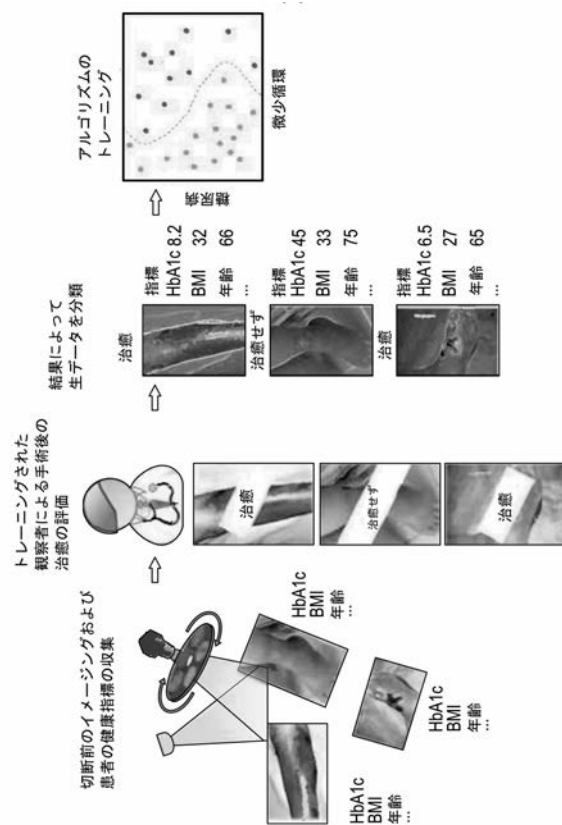 切断前のイメージングおよび
患者の健康指標の収集
HbA1c
BMI
年齢
...
HbA1c
BMI
年齢
...
HbA1c
BMI
年齢
...
トレーニングされた
観察者による手術後の
治癒の評価
治癒
治癒せず
治癒
結果によって
生データを分類
治癒
指標
HbA1c 8.2
BMI 32
年齢 66
...
治癒せず
指標
HbA1c 45
BMI 33
年齢 75
...
治癒
指標
HbA1c 6.5
BMI 27
年齢 65
...
アルゴリズムの
トレーニング
糖尿病
微少循環